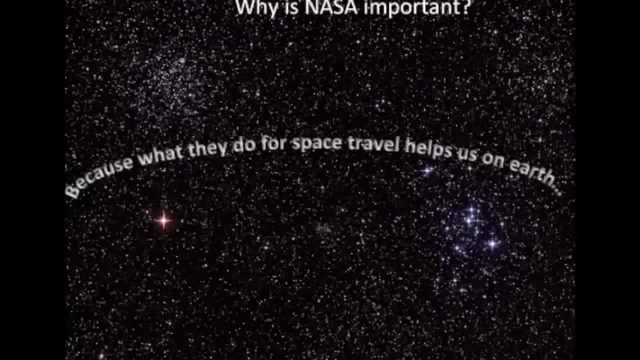 Why is NASA important?
Because what they do for space travel helps us on earth...